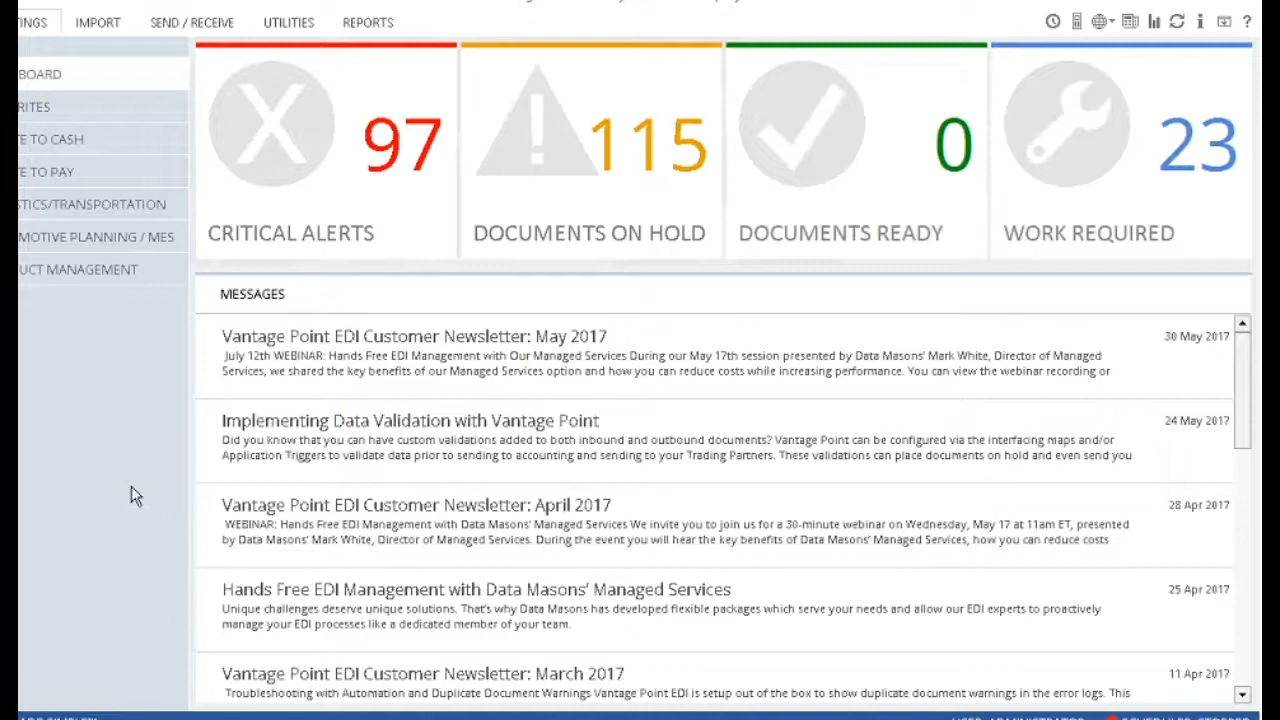 INGS IMPORT SEND / RECEIVE UTILITIES REPORTS
BOARD
RITES
E TO CASH
E TO PAY
STICS/TRANSPORTATION
MOTIVE PLANNING / MES
UCT MANAGEMENT
97 115 0 23
CRITICAL ALERTS DOCUMENTS ON HOLD DOCUMENTS READY WORK REQUIRED
MESSAGES
Vantage Point EDI Customer Newsletter: May 2017 30 May 2017
July 12th WEBINAR: Hands Free EDI Management with Our Managed Services During our May 17th session presented by Data Masons' Mark White, Director of Managed
Services, we shared the key benefits of our Managed Services option and how you can reduce costs while increasing performance. You can view the webinar recording or
Implementing Data Validation with Vantage Point 24 May 2017
Did you know that you can have custom validations added to both inbound and outbound documents? Vantage Point can be configured via the interfacing maps and/or
Application Triggers to validate data prior to sending to accounting and sending to your Trading Partners. These validations can place documents on hold and even send you
Vantage Point EDI Customer Newsletter: April 2017 28 Apr 2017
WEBINAR: Hands Free EDI Management with Data Masons' Managed Services We invite you to join us for a 30-minute webinar on Wednesday, May 17 at 11am ET, presented
by Data Masons' Mark White, Director of Managed Services. During the event you will hear the key benefits of Data Masons' Managed Services, how you can reduce costs
Hands Free EDI Management with Data Masons' Managed Services 25 Apr 2017
Unique challenges deserve unique solutions. That's why Data Masons has developed flexible packages which serve your needs and allow our EDI experts to proactively
manage your EDI processes like a dedicated member of your team.
Vantage Point EDI Customer Newsletter: March 2017 11 Apr 2017
Troubleshooting with Automation and Duplicate Document Warnings Vantage Point EDI is setup out of the box to show duplicate document warnings in the error logs. This